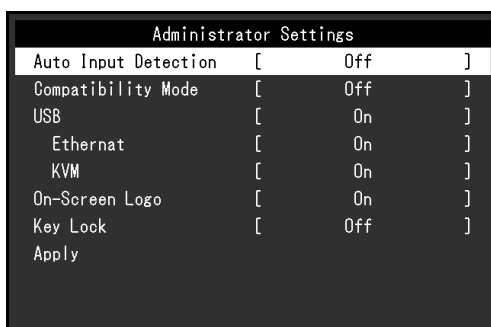 Administrator Settings
Auto Input Detection [ Off ]
Compatibility Mode [ Off ]
USB [ On ]
Ethernat [ On ]
KVM [ On ]
On-Screen Logo [ On ]
Key Lock [ Off ]
Apply